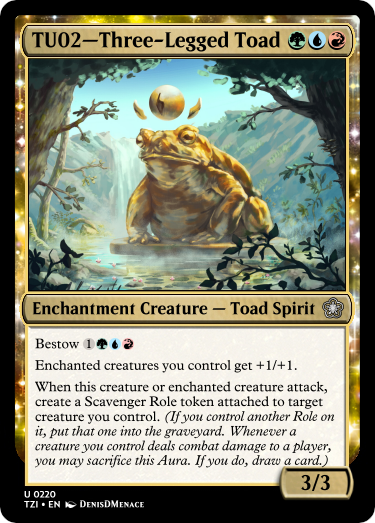 TU02—Three-Legged Toad
Enchantment Creature — Toad Spirit
Bestow 1
Enchanted creatures you control get +1/+1.
When this creature or enchanted creature attack,
create a Scavenger Role token attached to target
creature you control. (If you control another Role on
it, put that one into the graveyard. Whenever a
creature you control deals combat damage to a player,
you may sacrifice this Aura. If you do, draw a card.)
3/3
U 0220
TZI • EN DenisDMenace